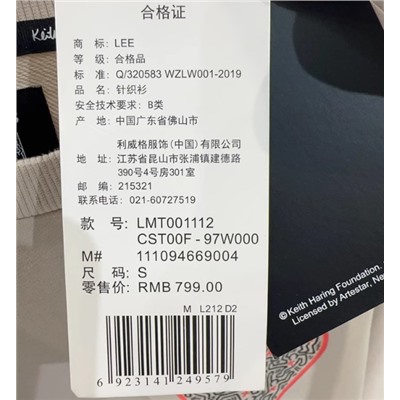 合格证
商 标：LEE
等 级：合格品
标 准：Q/320583 WZLW001-2019
品 名：针织衫
安全技术要求：B类
产 地：中国广东省佛山市
利威格服饰(中国)有限公司
地 址：江苏省昆山市张浦镇建德路
390号4号房301室
邮 编：215321
联系电话：021-60727519
款 号：LMT001112
CST00F-97W000
M# 111094669004
尺 码：S
零售价：RMB 799.00
M L212 D2
6 923141 249579
©Keith Haring Foundation.
Licensed by Artestar, Ne